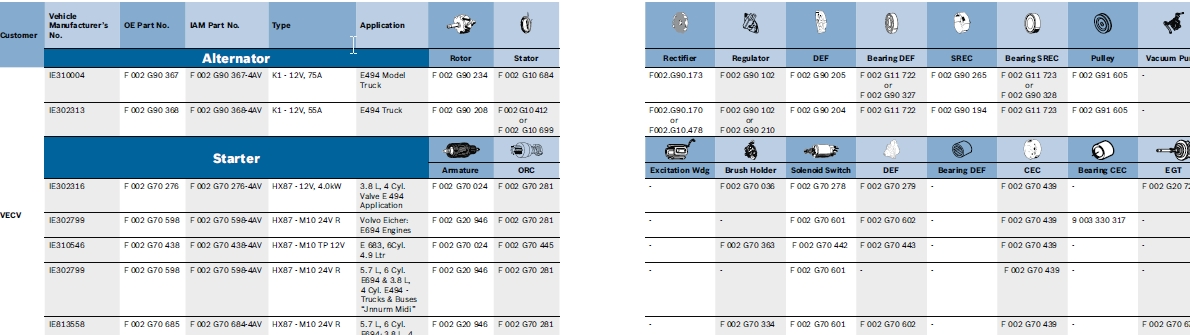 Customer
Vehicle Manufacturer's No.
OE Part No.
IAM Part No.
Type
Application
Alternator
Rotor
Stator
Rectifier
Regulator
DEF
Bearing DEF
SREC
Bearing SREC
Pulley
Vacuum Pu
IE310004 F 002 G90 367 F 002 G90 367-4AV K1 - 12V, 75A E494 Model Truck F 002 G90 234 F 002 G10 684 F002.G90.173 F 002 G90 102 F 002 G90 205 F 002 G11 722 or F 002 G90 327 F 002 G90 265 F 002 G11 723 or F 002 G90 328 F 002 G91 605 -
IE302313 F 002 G90 368 F 002 G90 368-4AV K1 - 12V, 55A E494 Truck F 002 G90 208 F 002 G10 412 or F 002 G10 699 F002.G90.170 or F002.G10.478 F 002 G90 102 or F 002 G90 210 F 002 G90 204 F 002 G11 722 F 002 G90 194 F 002 G11 723 F 002 G91 605 -
Starter
Armature
ORC
Excitation Wdg
Brush Holder
Solenoid Switch
DEF
Bearing DEF
CEC
Bearing CEC
EGT
VECV
IE302316 F 002 G70 276 F 002 G70 276-4AV HX87 - 12V, 4.0kW 3.8 L, 4 Cyl. Valve E 494 Application F 002 G70 024 F 002 G70 281 - F 002 G70 036 F 002 G70 278 F 002 G70 279 - F 002 G70 439 - F 002 G20 72
IE302799 F 002 G70 598 F 002 G70 598-4AV HX87 - M10 24V R Volvo Eicher: E694 Engines F 002 G20 946 F 002 G70 281 - - F 002 G70 601 F 002 G70 602 - F 002 G70 439 9 003 330 317
IE310546 F 002 G70 438 F 002 G70 438-4AV HX87 - M10 TP 12V E 683, 6Cyl. 4.9 Ltr F 002 G70 024 F 002 G70 445 - F 002 G70 363 F 002 G70 442 F 002 G70 443 - F 002 G70 439 -
IE302799 F 002 G70 598 F 002 G70 598-4AV HX87 - M10 24V R 5.7 L, 6 Cyl. E694 & 3.8 L, 4 Cyl. E494 - Trucks & Buses "Jnnurm Midi" F 002 G20 946 F 002 G70 281 - - F 002 G70 601 - - F 002 G70 439 -
IE813558 F 002 G70 685 F 002 G70 684-4AV HX87 - M10 24V R 5.7 L, 6 Cyl. E694; 3.8 L, 4 F 002 G20 946 F 002 G70 281 - F 002 G70 334 F 002 G70 601 F 002 G70 602 - F 002 G70 439 - F 002 G70 6